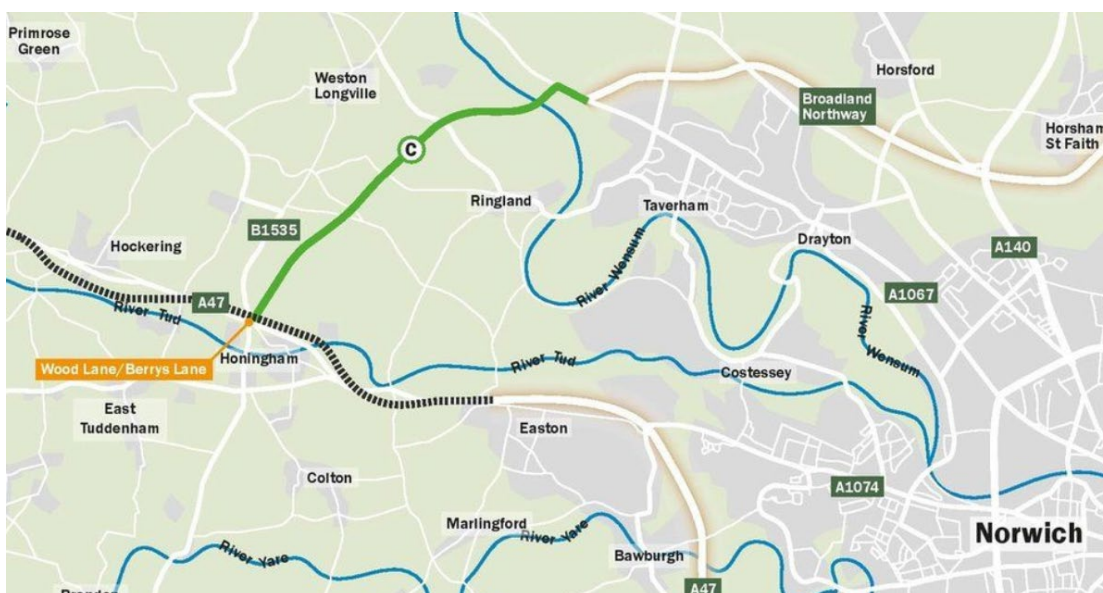 Primrose
Green
Weston
Longville
Horsford
Broadland
Northway
Horsham
St Faith
C
Ringland
Taverham
B1535
Hockering
Drayton
A140
River Wensum
A47
A1067
River Tud
River Wensum
Honingham
Wood Lane/Berrys Lane
River Tud
Costessey
East
Tuddenham
Easton
Colton
A1074
Marlingford
River Yare
Norwich
River Yare
Bawburgh
A47